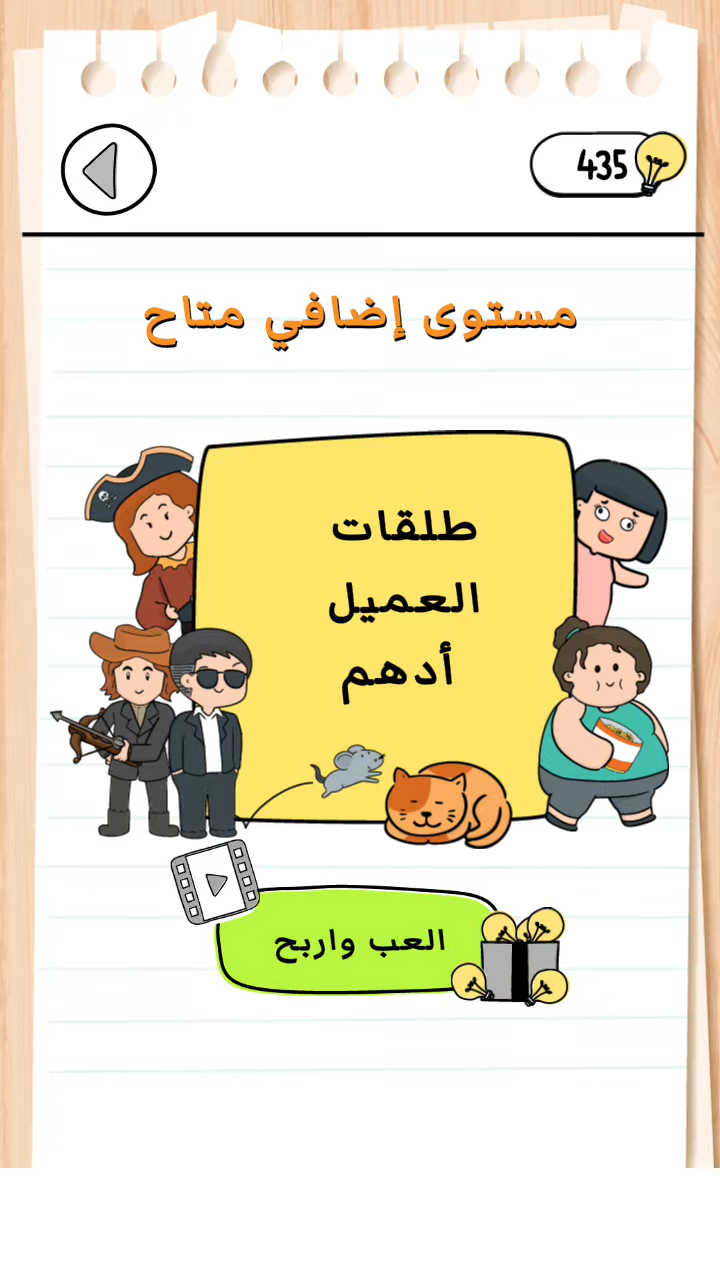 435
مستوى إضافي متاح
طلقات
العميل
أدهم
العب واربح